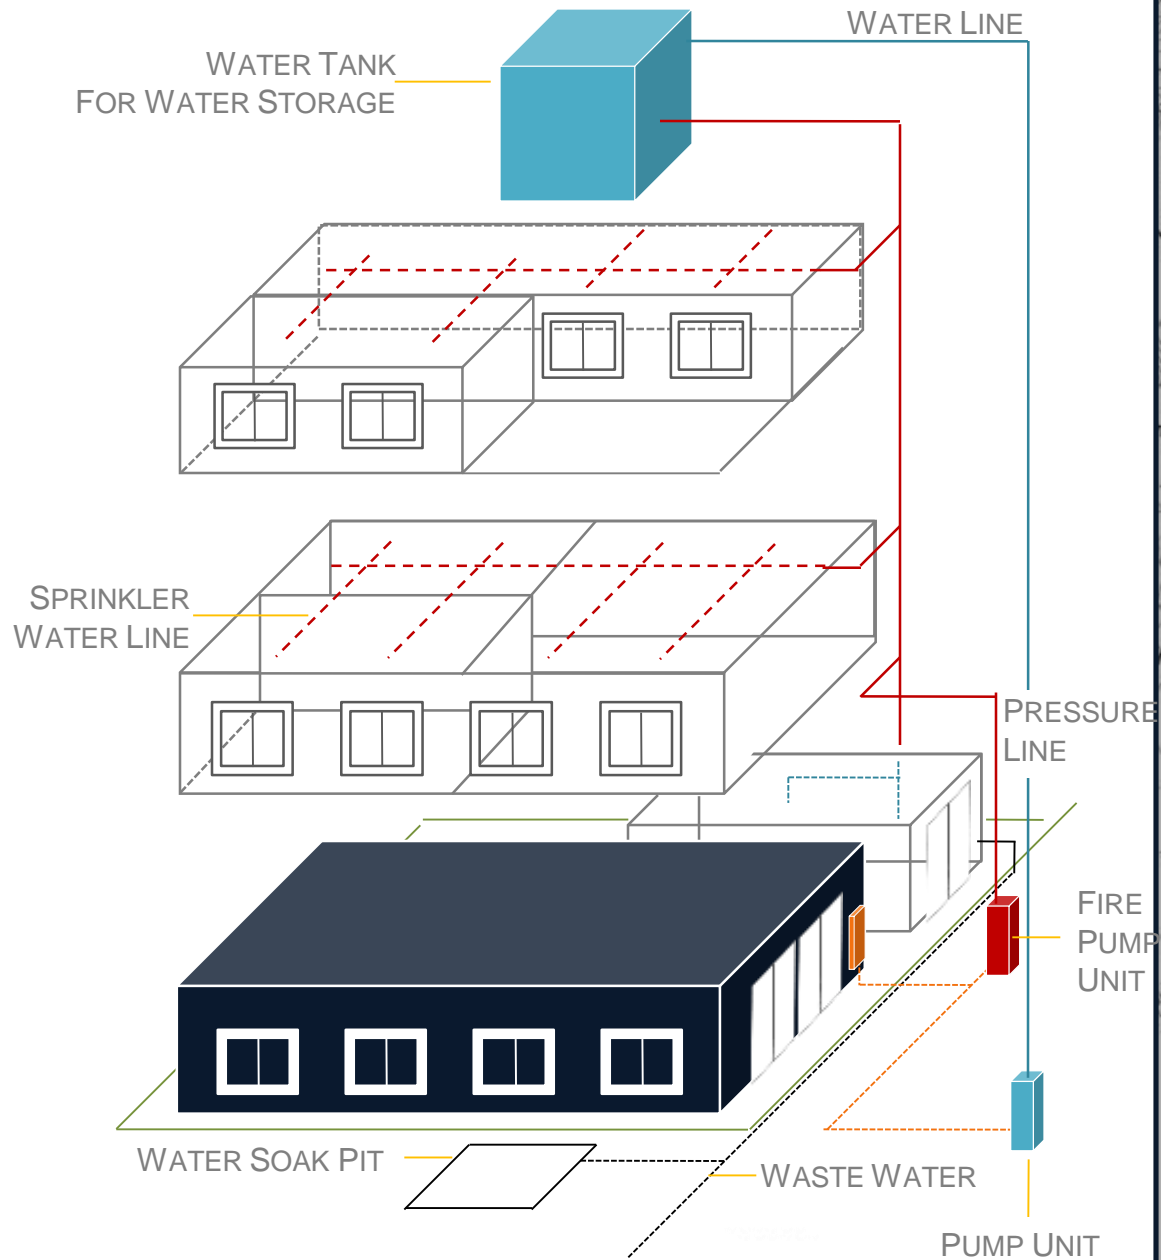 WATER LINE
WATER TANK
FOR WATER STORAGE
SPRINKLER
WATER LINE
PRESSURE
LINE
FIRE
PUMP
UNIT
WATER SOAK PIT
WASTE WATER
PUMP UNIT